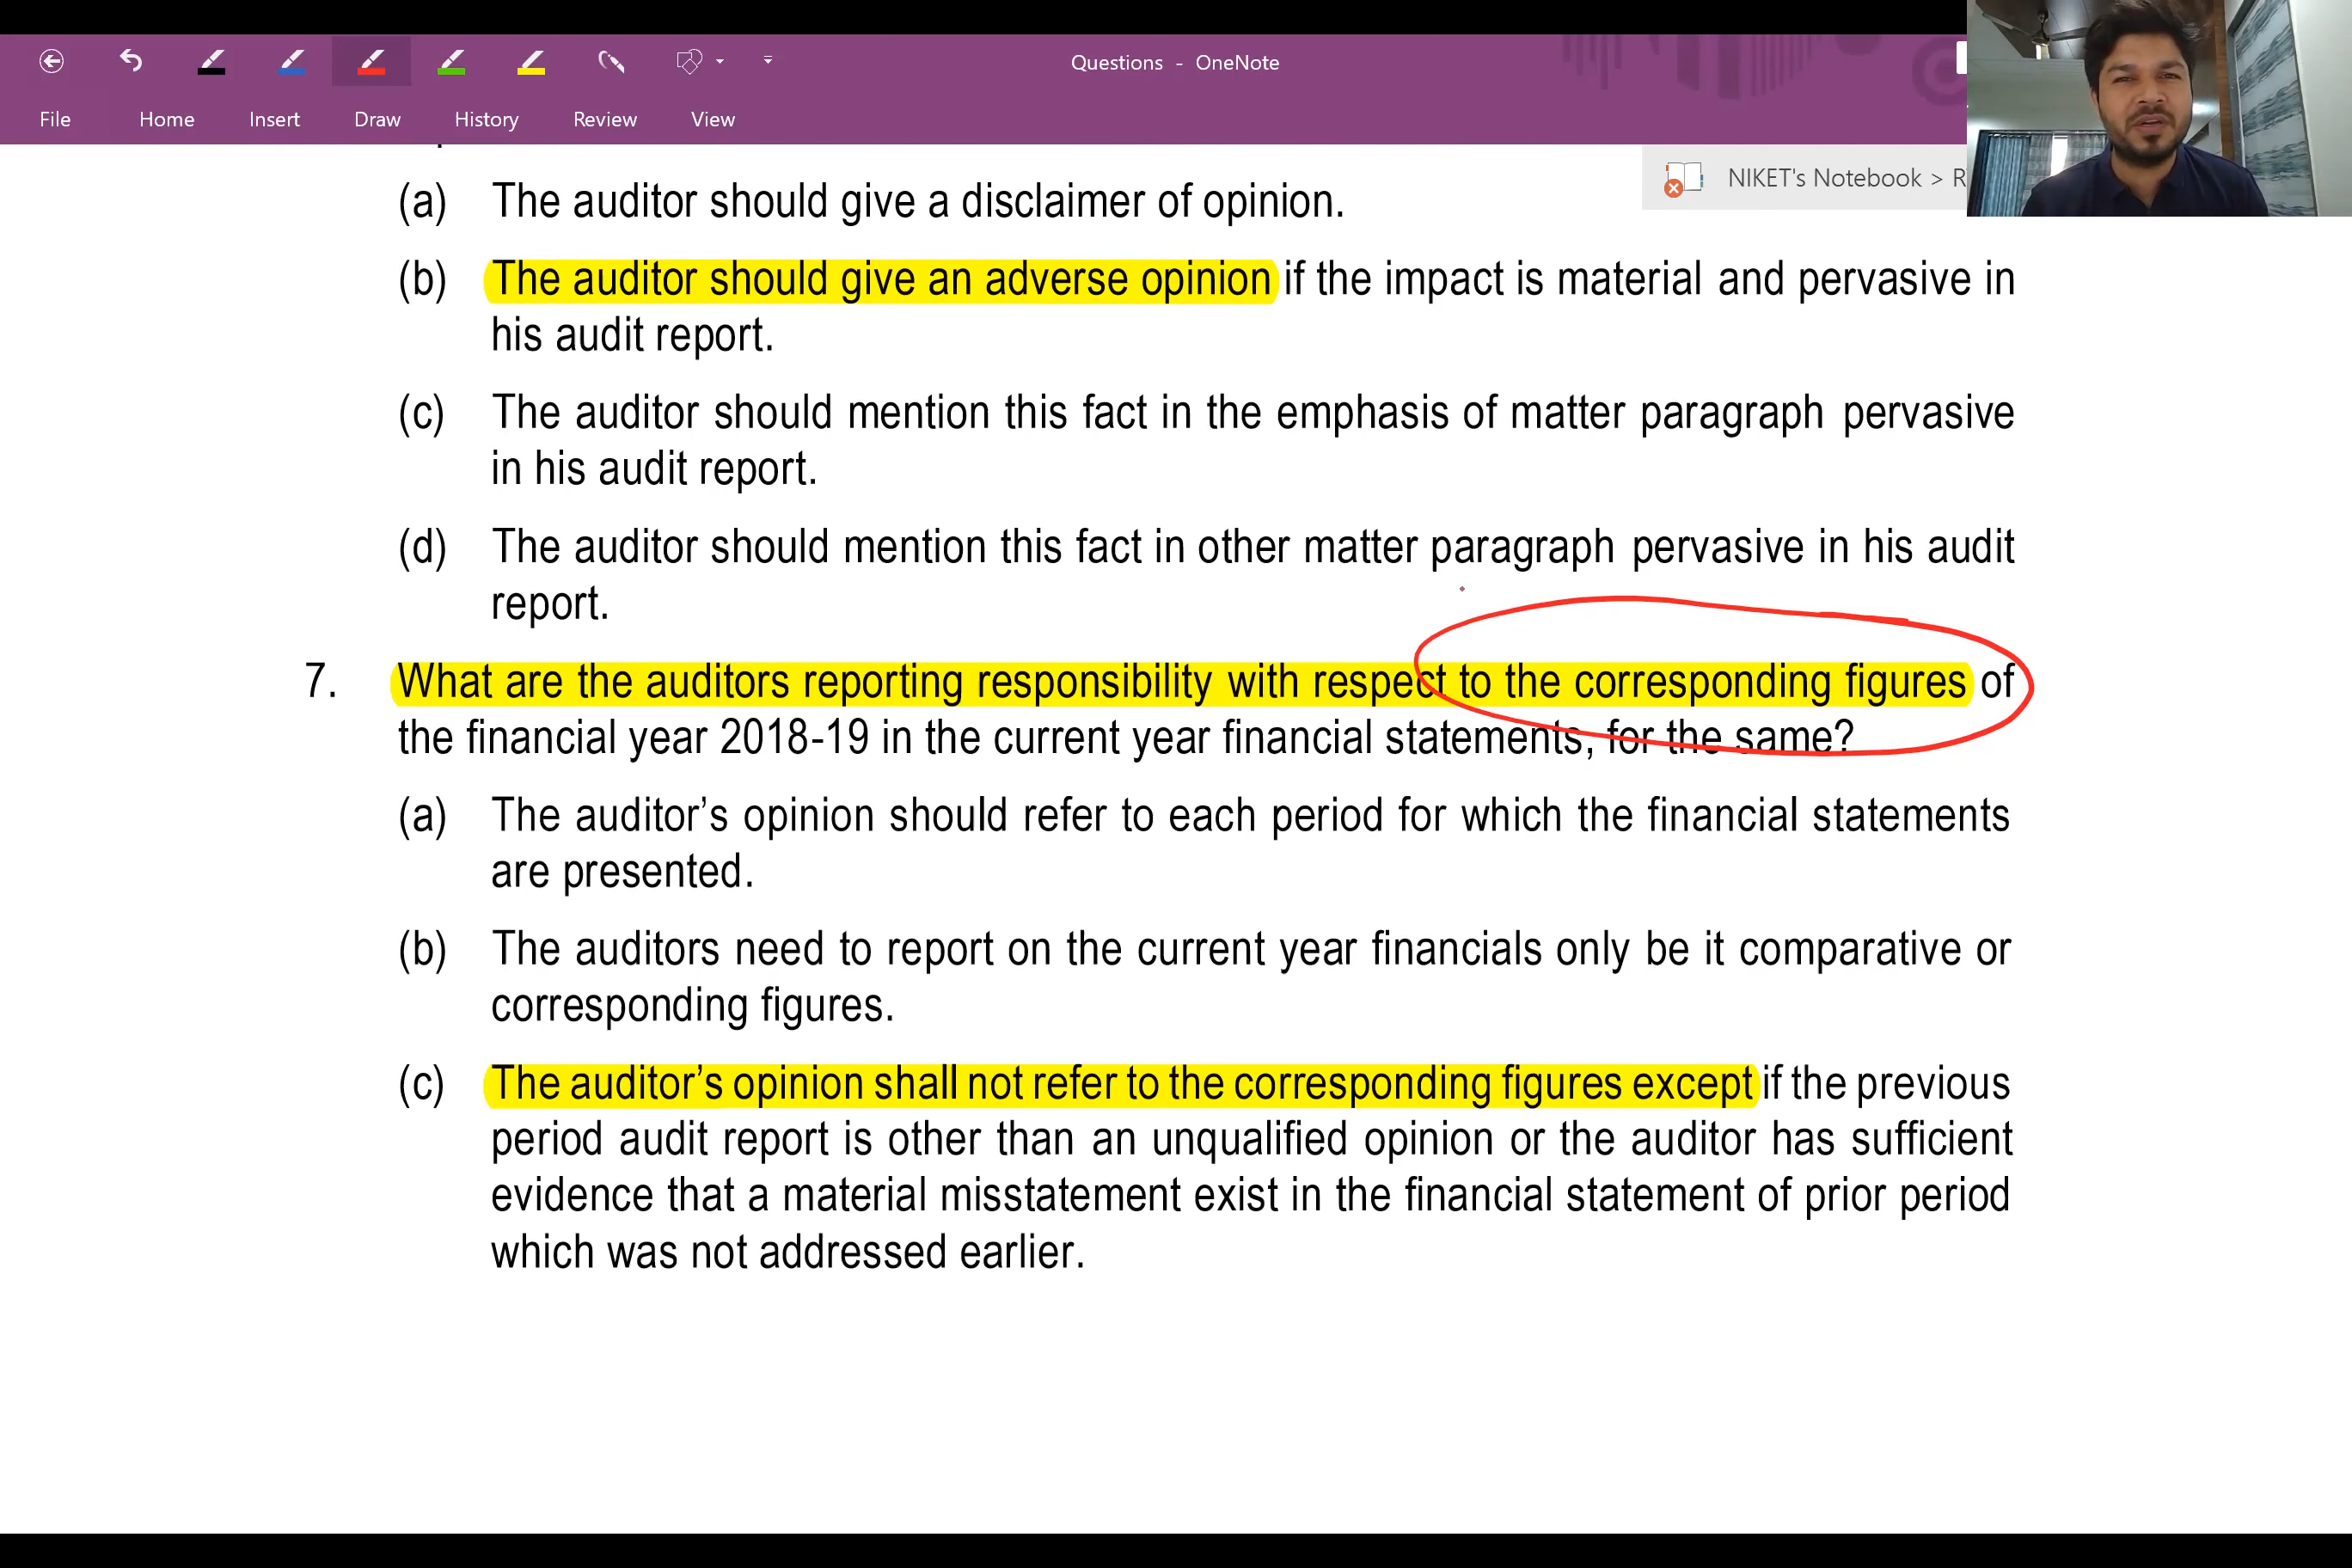 Questions - OneNote
File Home Insert Draw History Review View
NIKET's Notebook > R
(a) The auditor should give a disclaimer of opinion.
(b) The auditor should give an adverse opinion if the impact is material and pervasive in
his audit report.
(c) The auditor should mention this fact in the emphasis of matter paragraph pervasive
in his audit report.
(d) The auditor should mention this fact in other matter paragraph pervasive in his audit
report.
7. What are the auditors reporting responsibility with respect to the corresponding figures of
the financial year 2018-19 in the current year financial statements, for the same?
(a) The auditor’s opinion should refer to each period for which the financial statements
are presented.
(b) The auditors need to report on the current year financials only be it comparative or
corresponding figures.
(c) The auditor’s opinion shall not refer to the corresponding figures except if the previous
period audit report is other than an unqualified opinion or the auditor has sufficient
evidence that a material misstatement exist in the financial statement of prior period
which was not addressed earlier.